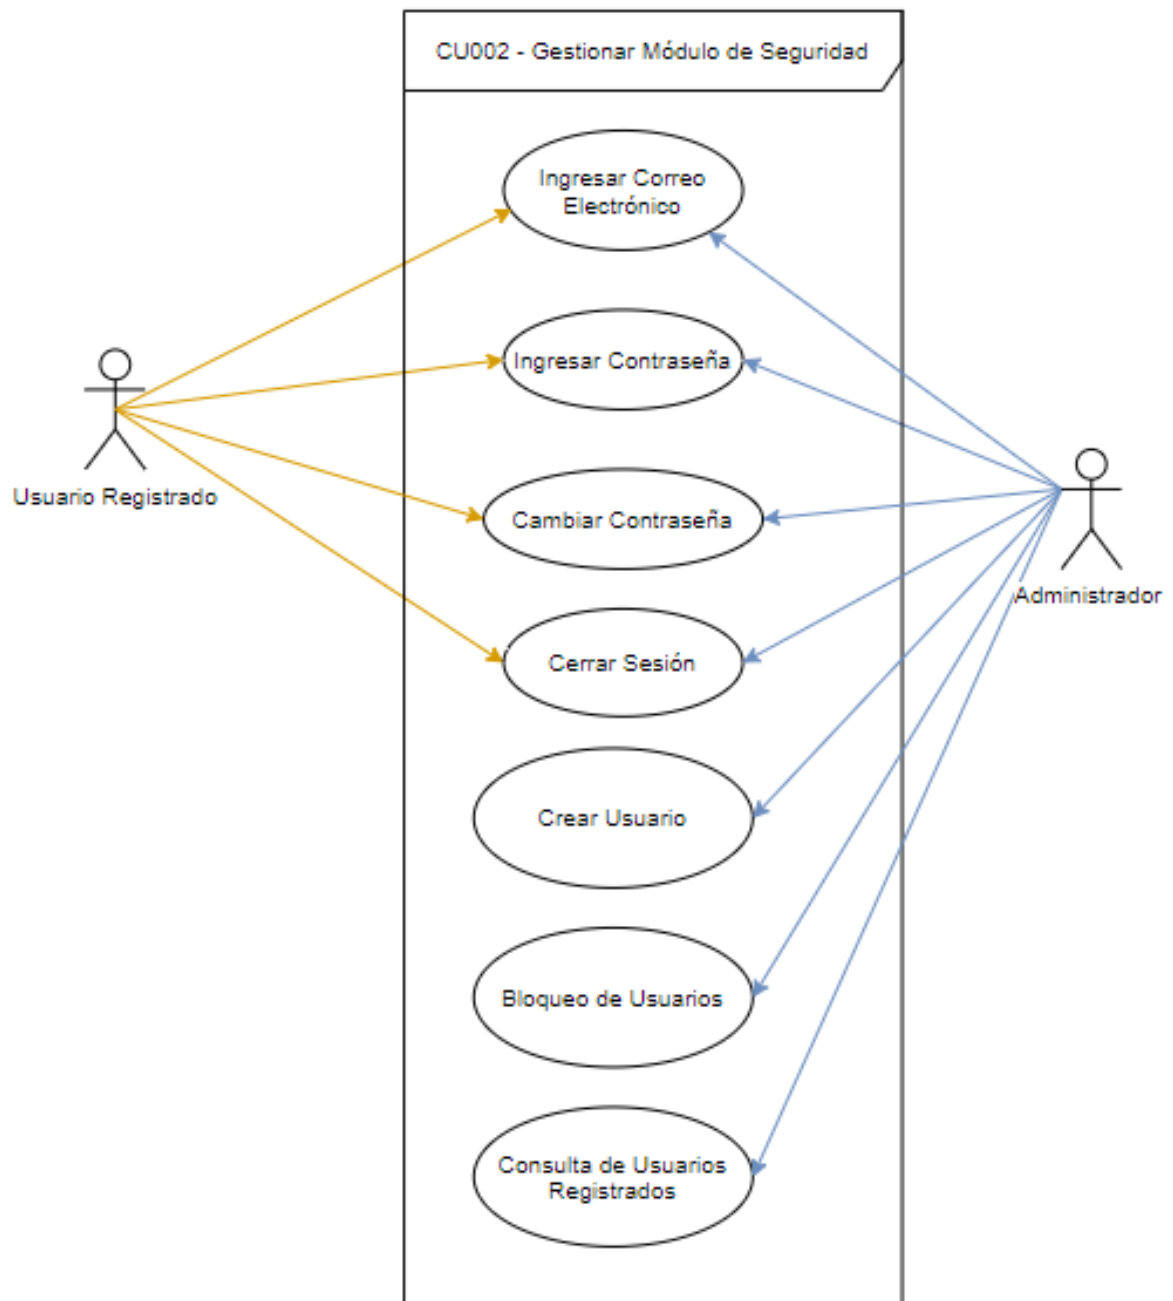 CU002 - Gestionar Módulo de Seguridad
Ingresar Correo
Electrónico
Ingresar Contraseña
Usuario Registrado
Cambiar Contraseña
Administrador
Cerrar Sesión
Crear Usuario
Bloqueo de Usuarios
Consulta de Usuarios
Registrados